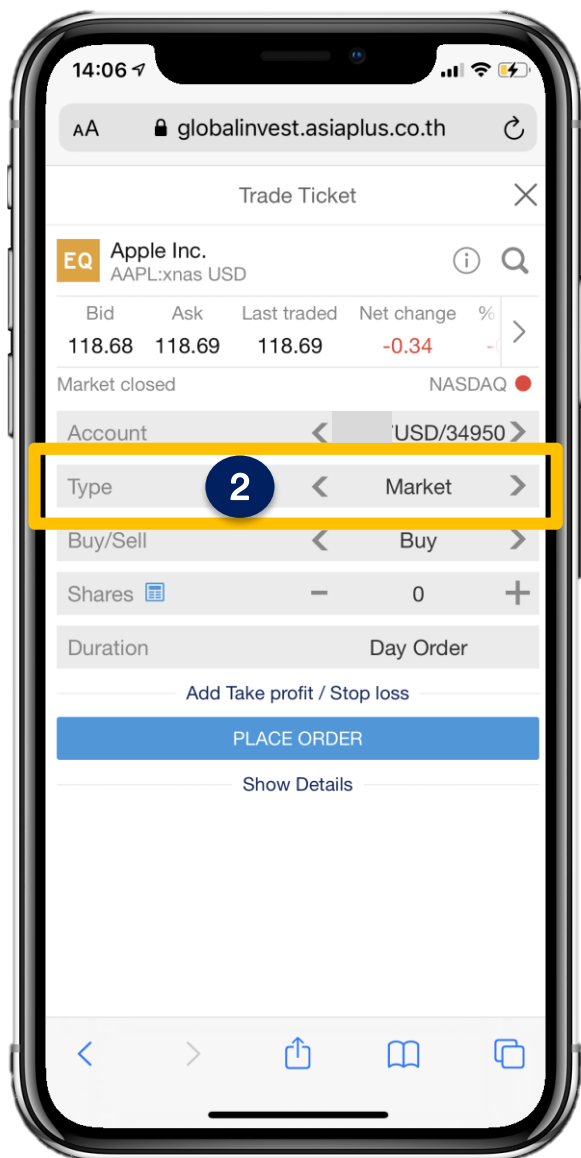 14:06
AA globalinvest.asiaplus.co.th
Trade Ticket
EQ Apple Inc.
AAPL:xnas USD
Bid Ask Last traded Net change %
118.68 118.69 118.69 -0.34
Market closed NASDAQ
Account USD/34950
Type 2 Market
Buy/Sell Buy
Shares 0
Duration Day Order
Add Take profit / Stop loss
PLACE ORDER
Show Details